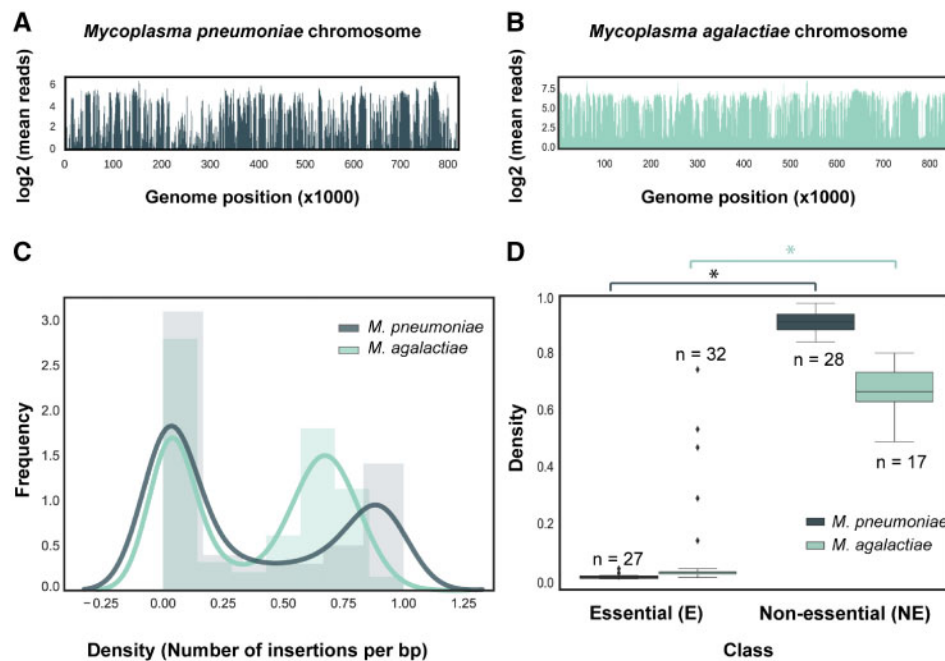 A
Mycoplasma pneumoniae chromosome
log2 (mean reads)
6
4
2
0
0 100 200 300 400 500 600 700 800
Genome position (x1000)
B
Mycoplasma agalactiae chromosome
log2 (mean reads)
7.5
5.0
2.5
0.0
100 200 300 400 500 600 700 800
Genome position (x1000)
C
Frequency
3.0
2.5
2.0
1.5
1.0
0.5
0.0
M. pneumoniae
M. agalactiae
−0.25 0.00 0.25 0.50 0.75 1.00 1.25
Density (Number of insertions per bp)
D
*
*
Density
1.0
0.8
0.6
0.4
0.2
0.0
n = 32
n = 28
n = 17
n = 27
M. pneumoniae
M. agalactiae
Essential (E) Non-essential (NE)
Class